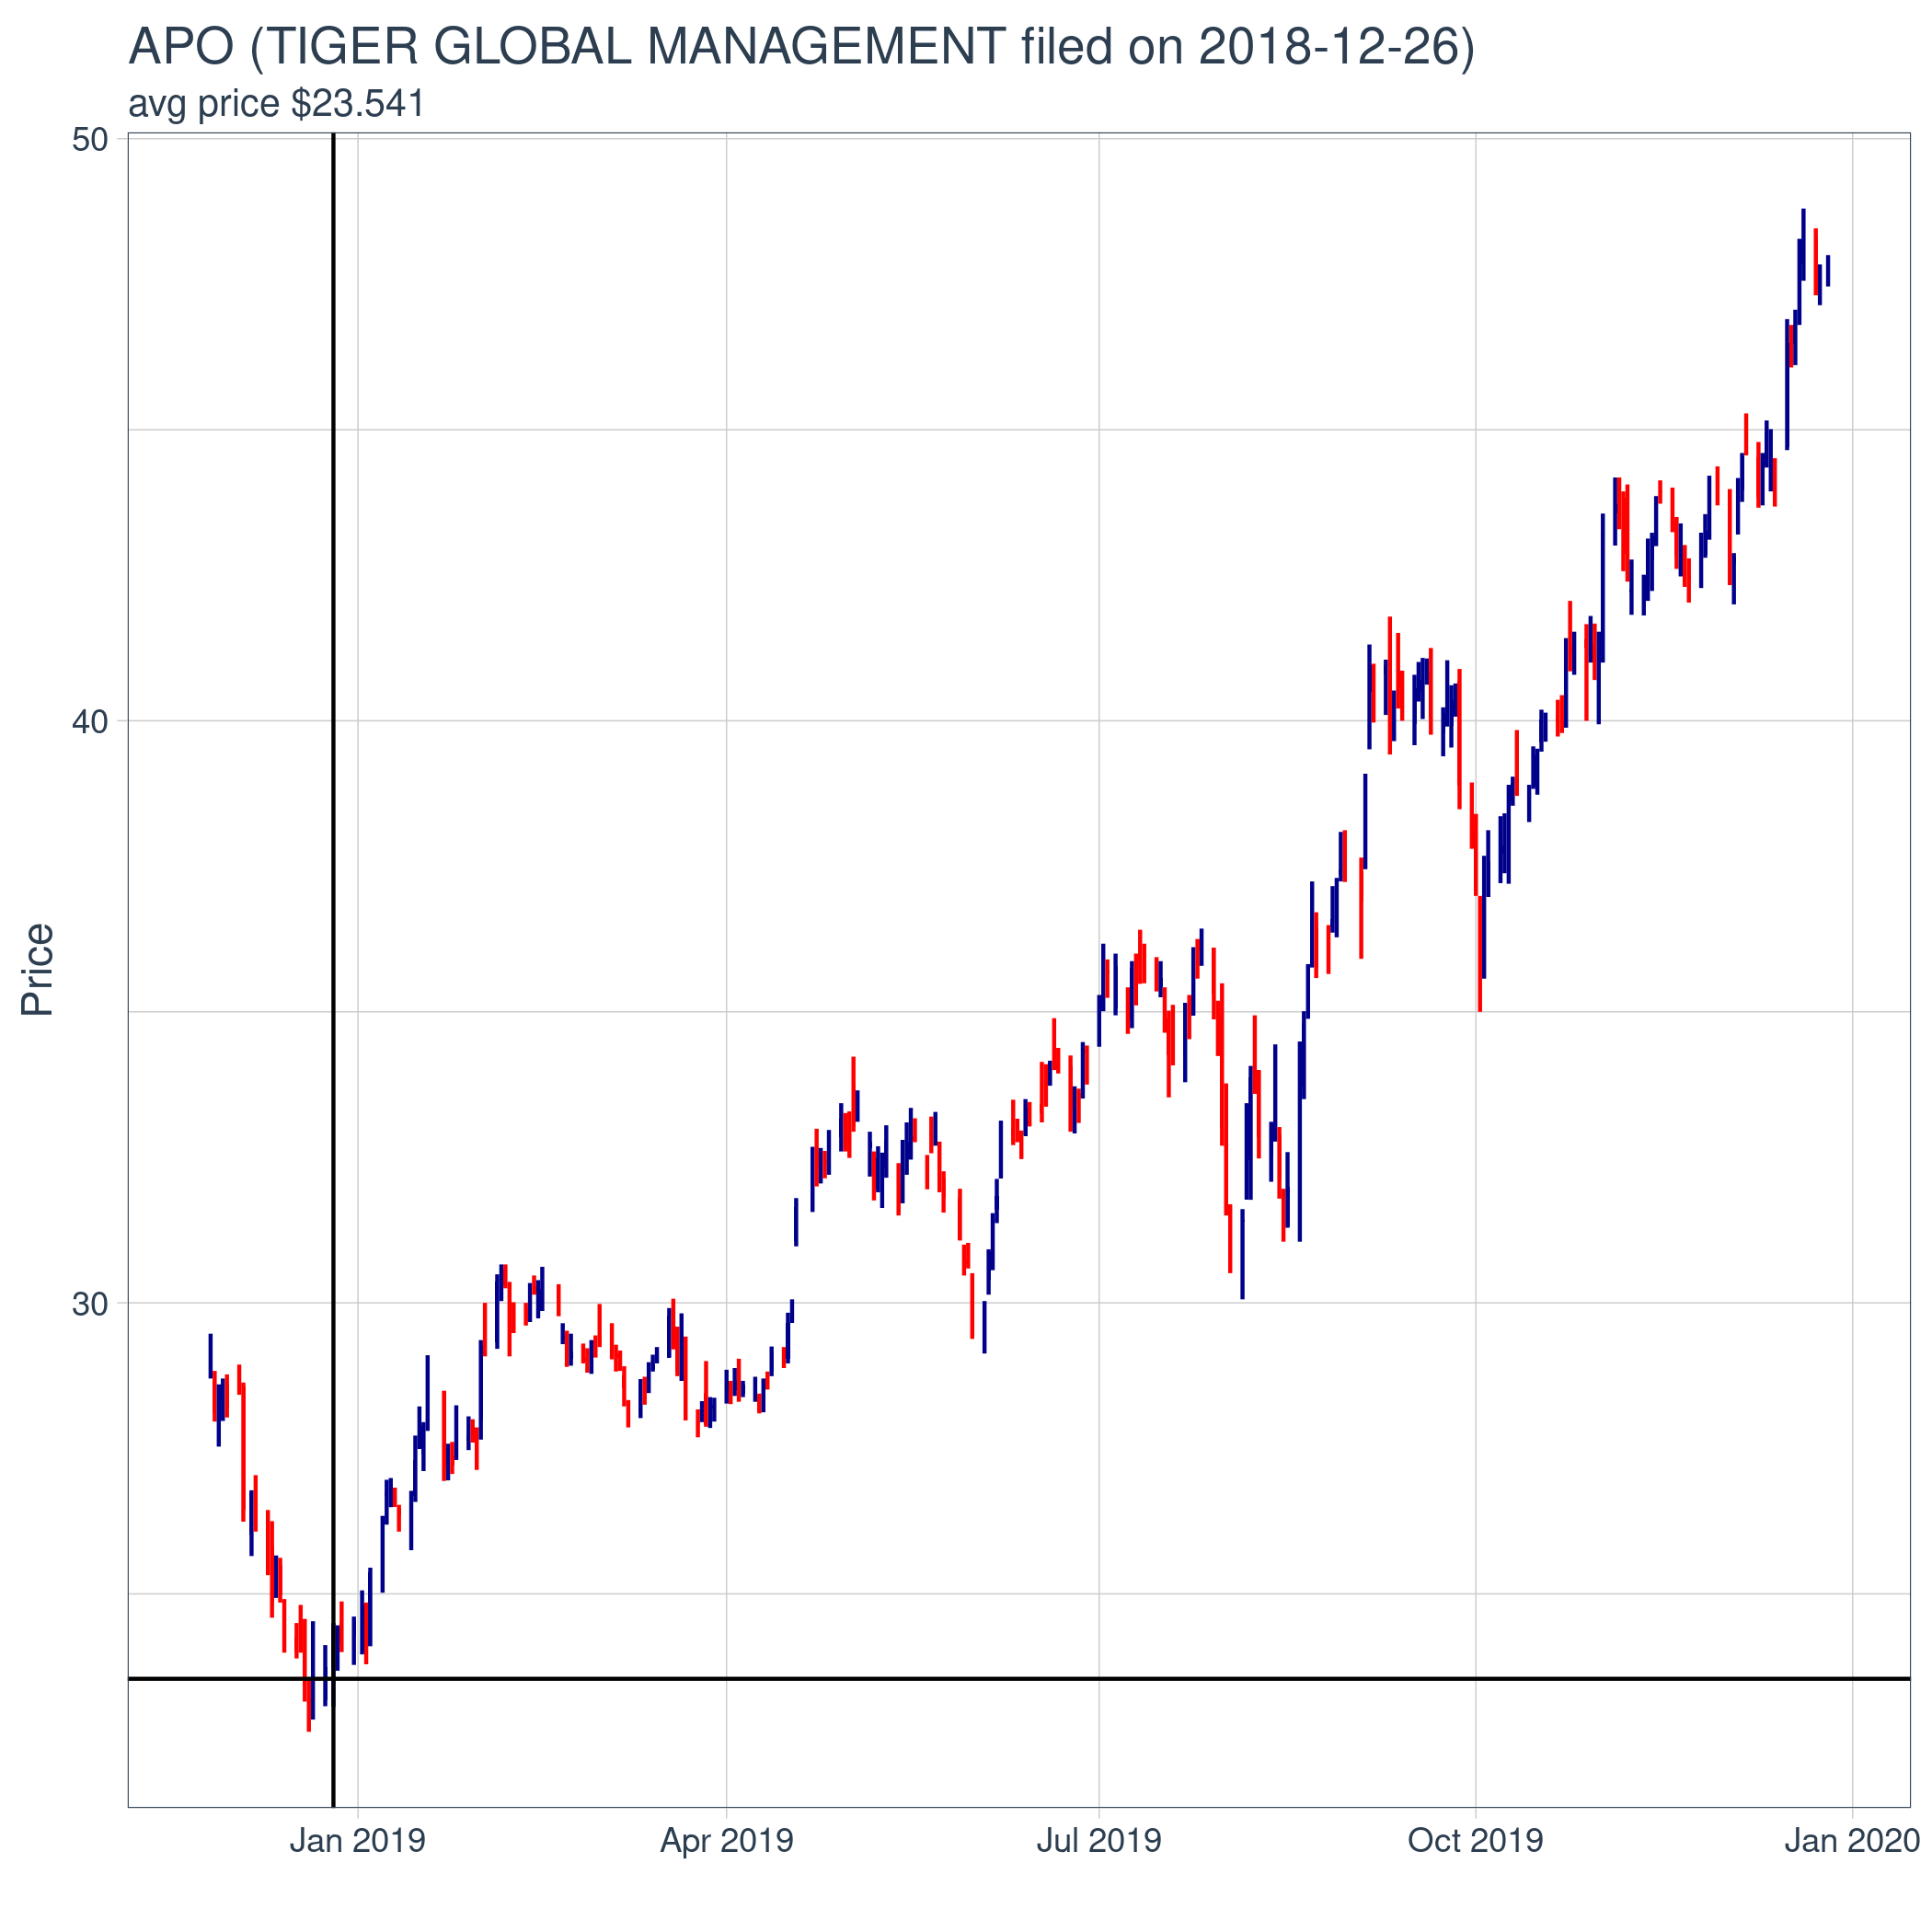 APO (TIGER GLOBAL MANAGEMENT filed on 2018-12-26)
avg price $23.541
50
40
30
Price
Jan 2019
Apr 2019
Jul 2019
Oct 2019
Jan 2020